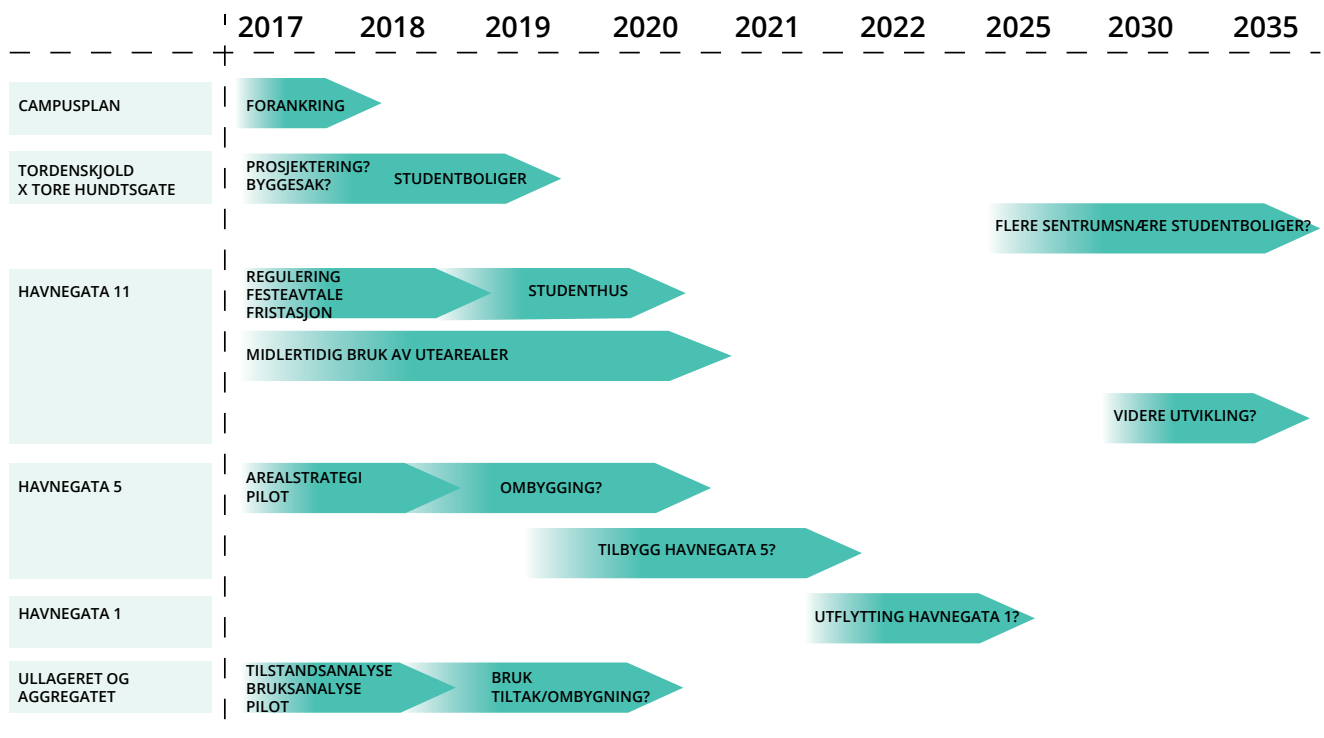 2017 2018 2019 2020 2021 2022 2025 2030 2035
CAMPUSPLAN
FORANKRING
TORDENSKJOLD
X TORE HUNDTSGATE
PROSJEKTERING?
BYGGESAK?
STUDENTBOLIGER
FLERE SENTRUMSNÆRE STUDENTBOLIGER?
HAVNEGATA 11
REGULERING
FESTEAVTALE
FRISTASJON
STUDENTHUS
MIDLERTIDIG BRUK AV UTEAREALER
VIDERE UTVIKLING?
HAVNEGATA 5
AREALSTRATEGI
PILOT
OMBYGGING?
TILBYGG HAVNEGATA 5?
HAVNEGATA 1
UTFLYTTING HAVNEGATA 1?
ULLAGERET OG
AGGREGATET
TILSTANDSANALYSE
BRUKSANALYSE
PILOT
BRUK
TILTAK/OMBYGNING?